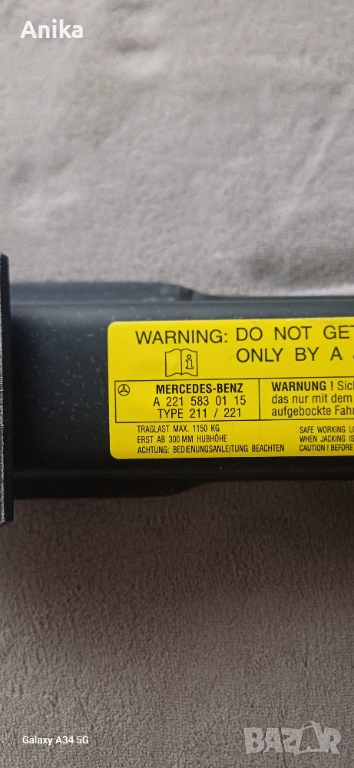 Anika
WARNING: DO NOT GET
ONLY BY A
MERCEDES-BENZ
A 221 583 01 15
TYPE 211 / 221
WARNUNG ! Sich
das nur mit dem
aufgebockte Fahr
TRAGLAST MAX. 1150 KG
ERST AB 300 MM HUBHÖHE
ACHTUNG: BEDIENUNGSANLEITUNG BEACHTEN
SAFE WORKING LO
WHEN JACKING IS
CAUTION ! BEFORE
Galaxy A34 5G
BAZAR